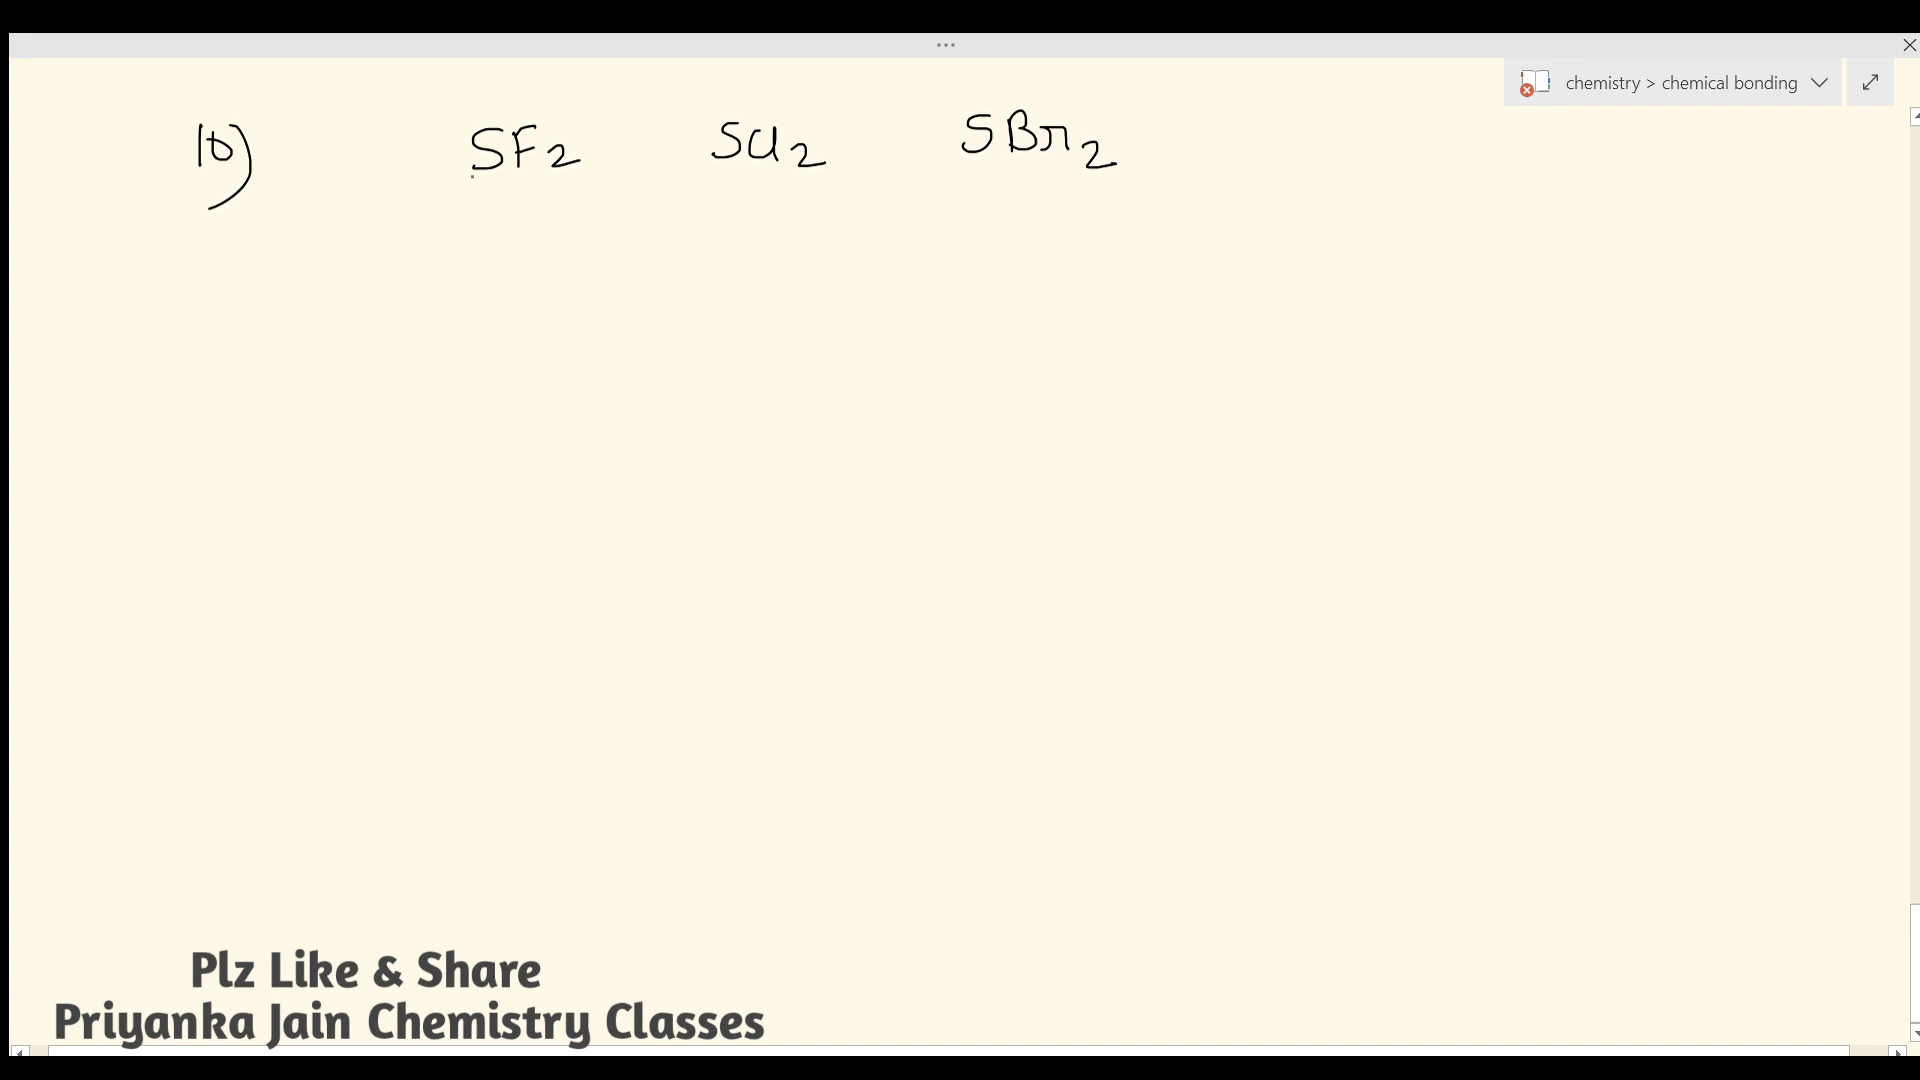 chemistry > chemical bonding
10) SF2 SCl2 SBr2
Plz Like & Share
Priyanka Jain Chemistry Classes